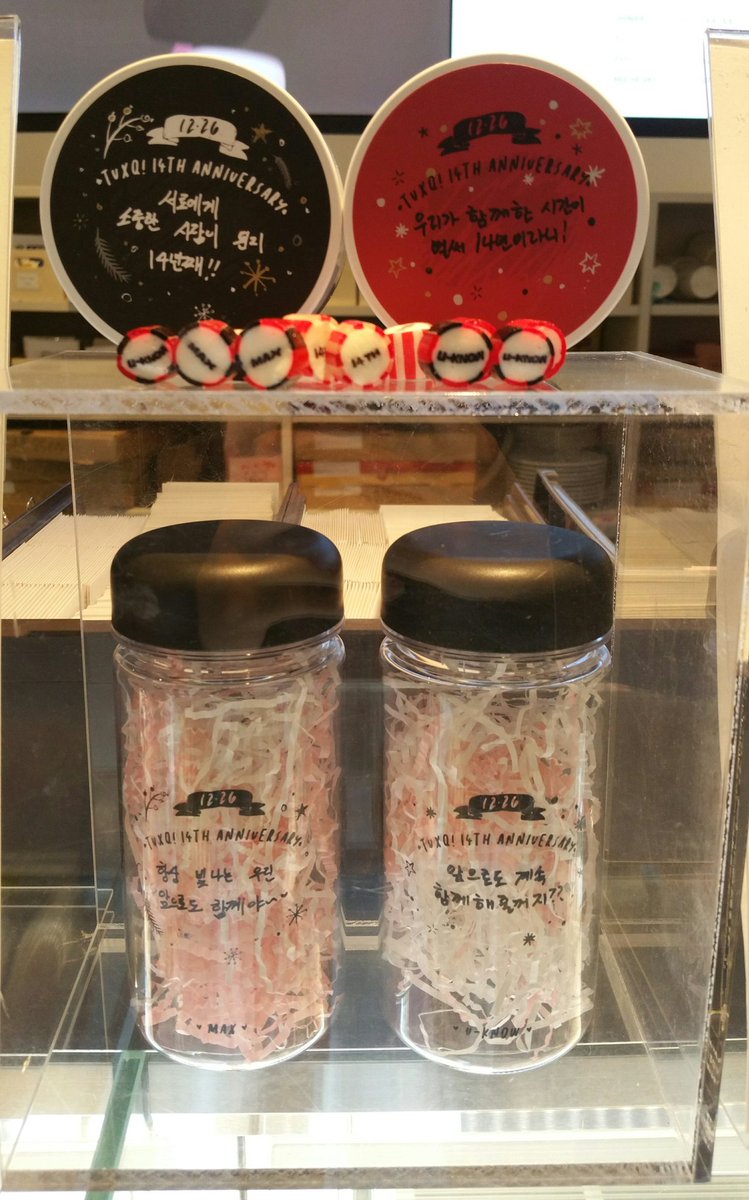 12·26
·TVXQ! 14TH ANNIVERSARY·
서로에게
소중한 사람이 된지
14년째!!
12·26
·TVXQ! 14TH ANNIVERSARY·
우리가 함께한 시간이
벌써 14년이라니!
U-KNOW
MAX
MAX
14TH
U-KNOW
U-KNOW
12·26
·TVXQ! 14TH ANNIVERSARY·
항상 빛나는 우린
앞으로도 함께야~
MAX
12·26
·TVXQ! 14TH ANNIVERSARY·
앞으로도 계속
함께해줄꺼지??
U-KNOW